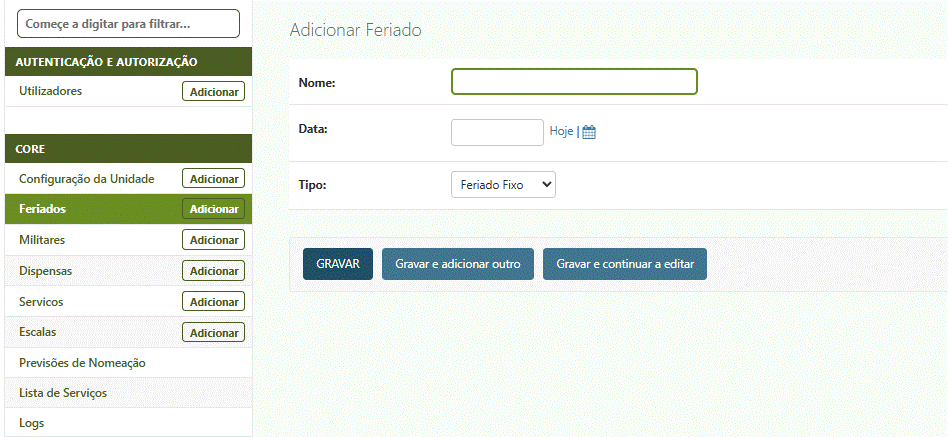 Começe a digitar para filtrar...
AUTENTICAÇÃO E AUTORIZAÇÃO
Utilizadores Adicionar
CORE
Configuração da Unidade Adicionar
Feriados Adicionar
Militares Adicionar
Dispensas Adicionar
Servicos Adicionar
Escalas Adicionar
Previsões de Nomeação
Lista de Serviços
Logs
Adicionar Feriado
Nome:
Data: Hoje |
Tipo: Feriado Fixo
GRAVAR Gravar e adicionar outro Gravar e continuar a editar